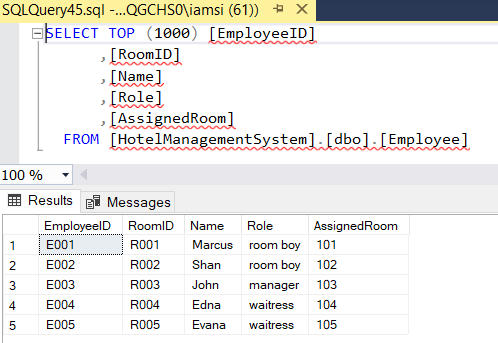 SQLQuery45.sql -...QGCHS0\iamsi (61))*
SELECT TOP (1000) [EmployeeID]
,[RoomID]
,[Name]
,[Role]
,[AssignedRoom]
FROM [HotelManagementSystem].[dbo].[Employee]
100 %
Results Messages
EmployeeID RoomID Name Role AssignedRoom
1 E001 R001 Marcus room boy 101
2 E002 R002 Shan room boy 102
3 E003 R003 John manager 103
4 E004 R004 Edna waitress 104
5 E005 R005 Evana waitress 105